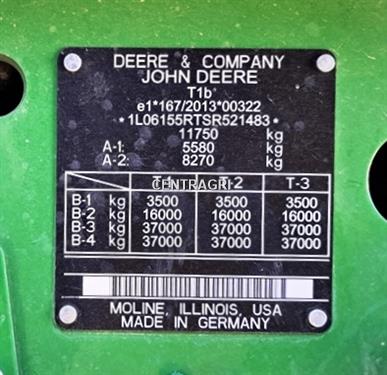 DEERE & COMPANY
JOHN DEERE
T1b
e1*167/2013*00322
*1L06155RTSR521483*
11750 kg
A-1: 5580 kg
A-2: 8270 kg
CENTRAGRI
T-1 T-2 T-3
B-1 kg 3500 3500 3500
B-2 kg 16000 16000 16000
B-3 kg 37000 37000 37000
B-4 kg 37000 37000 37000
MOLINE, ILLINOIS, USA
MADE IN GERMANY